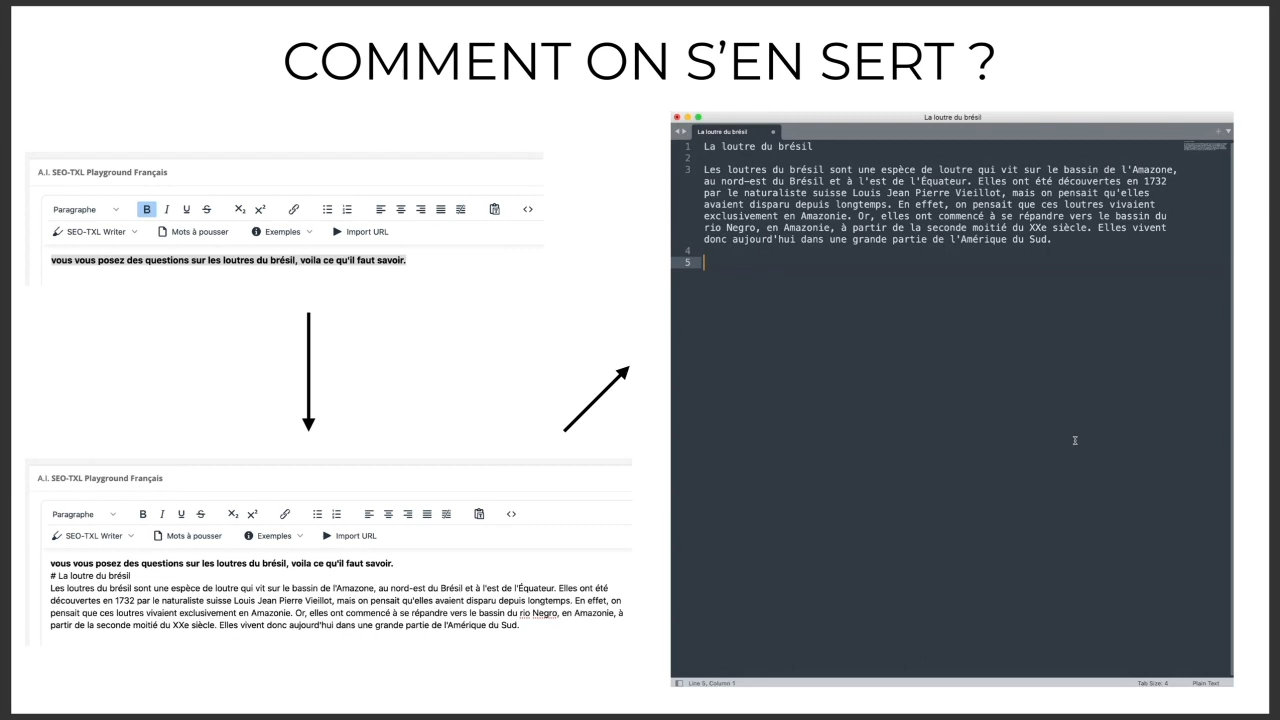 COMMENT ON S'EN SERT ?
A.I. SEO-TXL Playground Français
Paragraphe B I U S X₂ X²
SEO-TXL Writer Mots à pousser Exemples Import URL
vous vous posez des questions sur les loutres du brésil, voila ce qu'il faut savoir.
A.I. SEO-TXL Playground Français
Paragraphe B I U S X₂ X²
SEO-TXL Writer Mots à pousser Exemples Import URL
vous vous posez des questions sur les loutres du brésil, voila ce qu'il faut savoir.
# La loutre du brésil
Les loutres du brésil sont une espèce de loutre qui vit sur le bassin de l'Amazone, au nord-est du Brésil et à l'est de l'Équateur. Elles ont été
découvertes en 1732 par le naturaliste suisse Louis Jean Pierre Vieillot, mais on pensait qu'elles avaient disparu depuis longtemps. En effet, on
pensait que ces loutres vivaient exclusivement en Amazonie. Or, elles ont commencé à se répandre vers le bassin du rio Negro, en Amazonie, à
partir de la seconde moitié du XXe siècle. Elles vivent donc aujourd'hui dans une grande partie de l'Amérique du Sud.
La loutre du brésil
La loutre du brésil
1 La loutre du brésil
2
3 Les loutres du brésil sont une espèce de loutre qui vit sur le bassin de l'Amazone,
au nord-est du Brésil et à l'est de l'Équateur. Elles ont été découvertes en 1732
par le naturaliste suisse Louis Jean Pierre Vieillot, mais on pensait qu'elles
avaient disparu depuis longtemps. En effet, on pensait que ces loutres vivaient
exclusivement en Amazonie. Or, elles ont commencé à se répandre vers le bassin du
rio Negro, en Amazonie, à partir de la seconde moitié du XXe siècle. Elles vivent
donc aujourd'hui dans une grande partie de l'Amérique du Sud.
4
5
Line 5, Column 1 Tab Size: 4 Plain Text